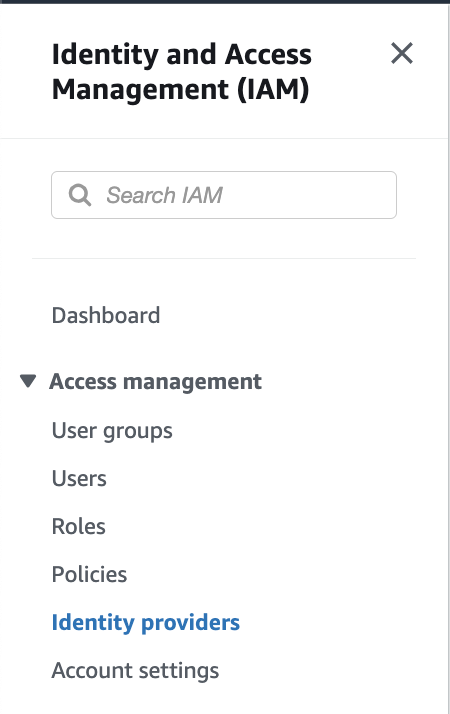 Identity and Access
Management (IAM)
Search IAM
Dashboard
Access management
User groups
Users
Roles
Policies
Identity providers
Account settings